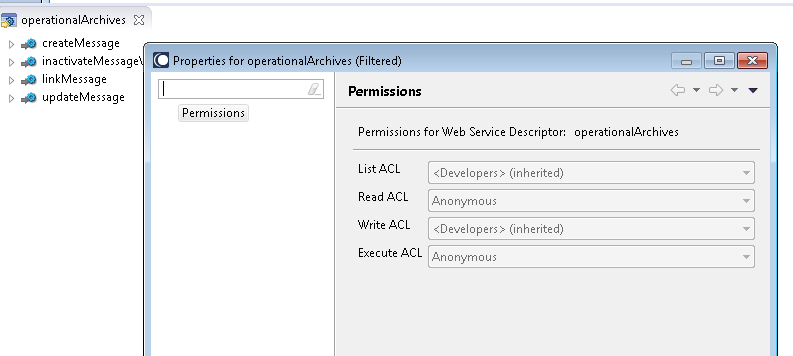 operationalArchives
createMessage
inactivateMessage
linkMessage
updateMessage
Properties for operationalArchives (Filtered)
Permissions
Permissions
Permissions for Web Service Descriptor: operationalArchives
List ACL <Developers> (inherited)
Read ACL Anonymous
Write ACL <Developers> (inherited)
Execute ACL Anonymous